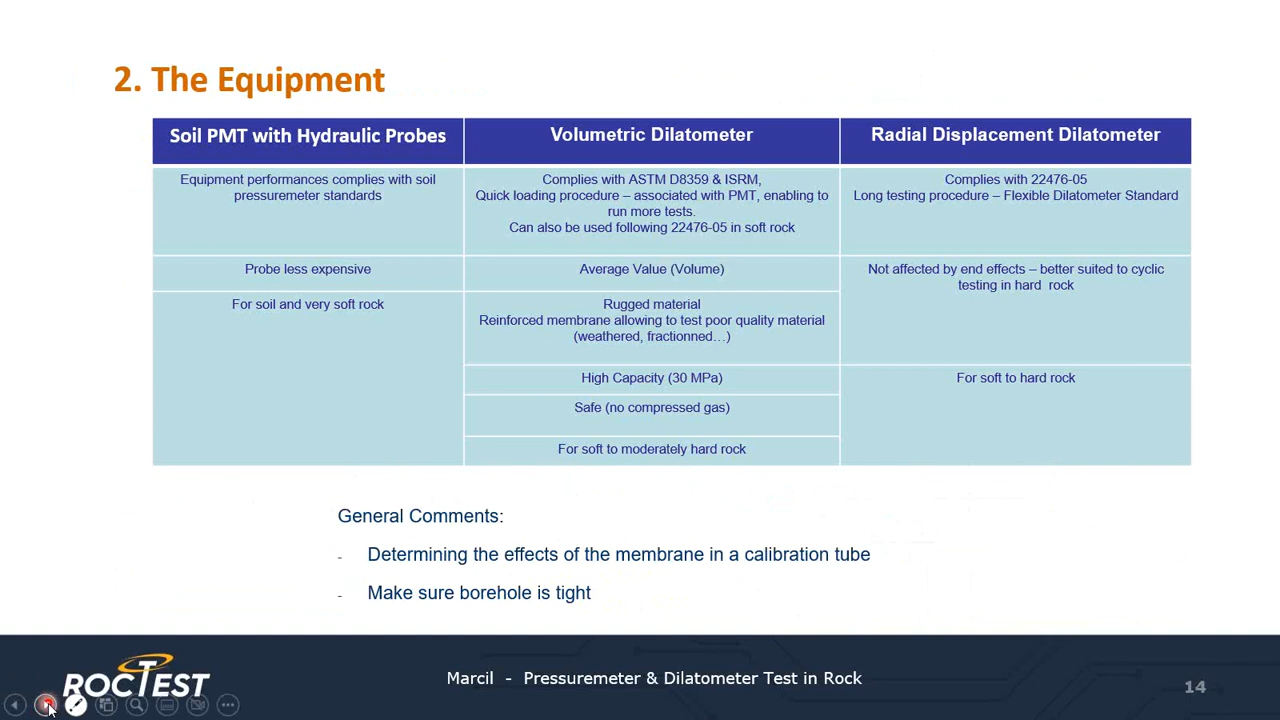 2. The Equipment
Soil PMT with Hydraulic Probes
Volumetric Dilatometer
Radial Displacement Dilatometer
Equipment performances complies with soil
pressuremeter standards
Complies with ASTM D8359 & ISRM,
Quick loading procedure – associated with PMT, enabling to
run more tests.
Can also be used following 22476-05 in soft rock
Complies with 22476-05
Long testing procedure – Flexible Dilatometer Standard
Probe less expensive
Average Value (Volume)
Not affected by end effects – better suited to cyclic
testing in hard rock
For soil and very soft rock
Rugged material
Reinforced membrane allowing to test poor quality material
(weathered, fractionned…)
High Capacity (30 MPa)
For soft to hard rock
Safe (no compressed gas)
For soft to moderately hard rock
General Comments:
- Determining the effects of the membrane in a calibration tube
- Make sure borehole is tight
ROCTEST
Marcil - Pressuremeter & Dilatometer Test in Rock
14